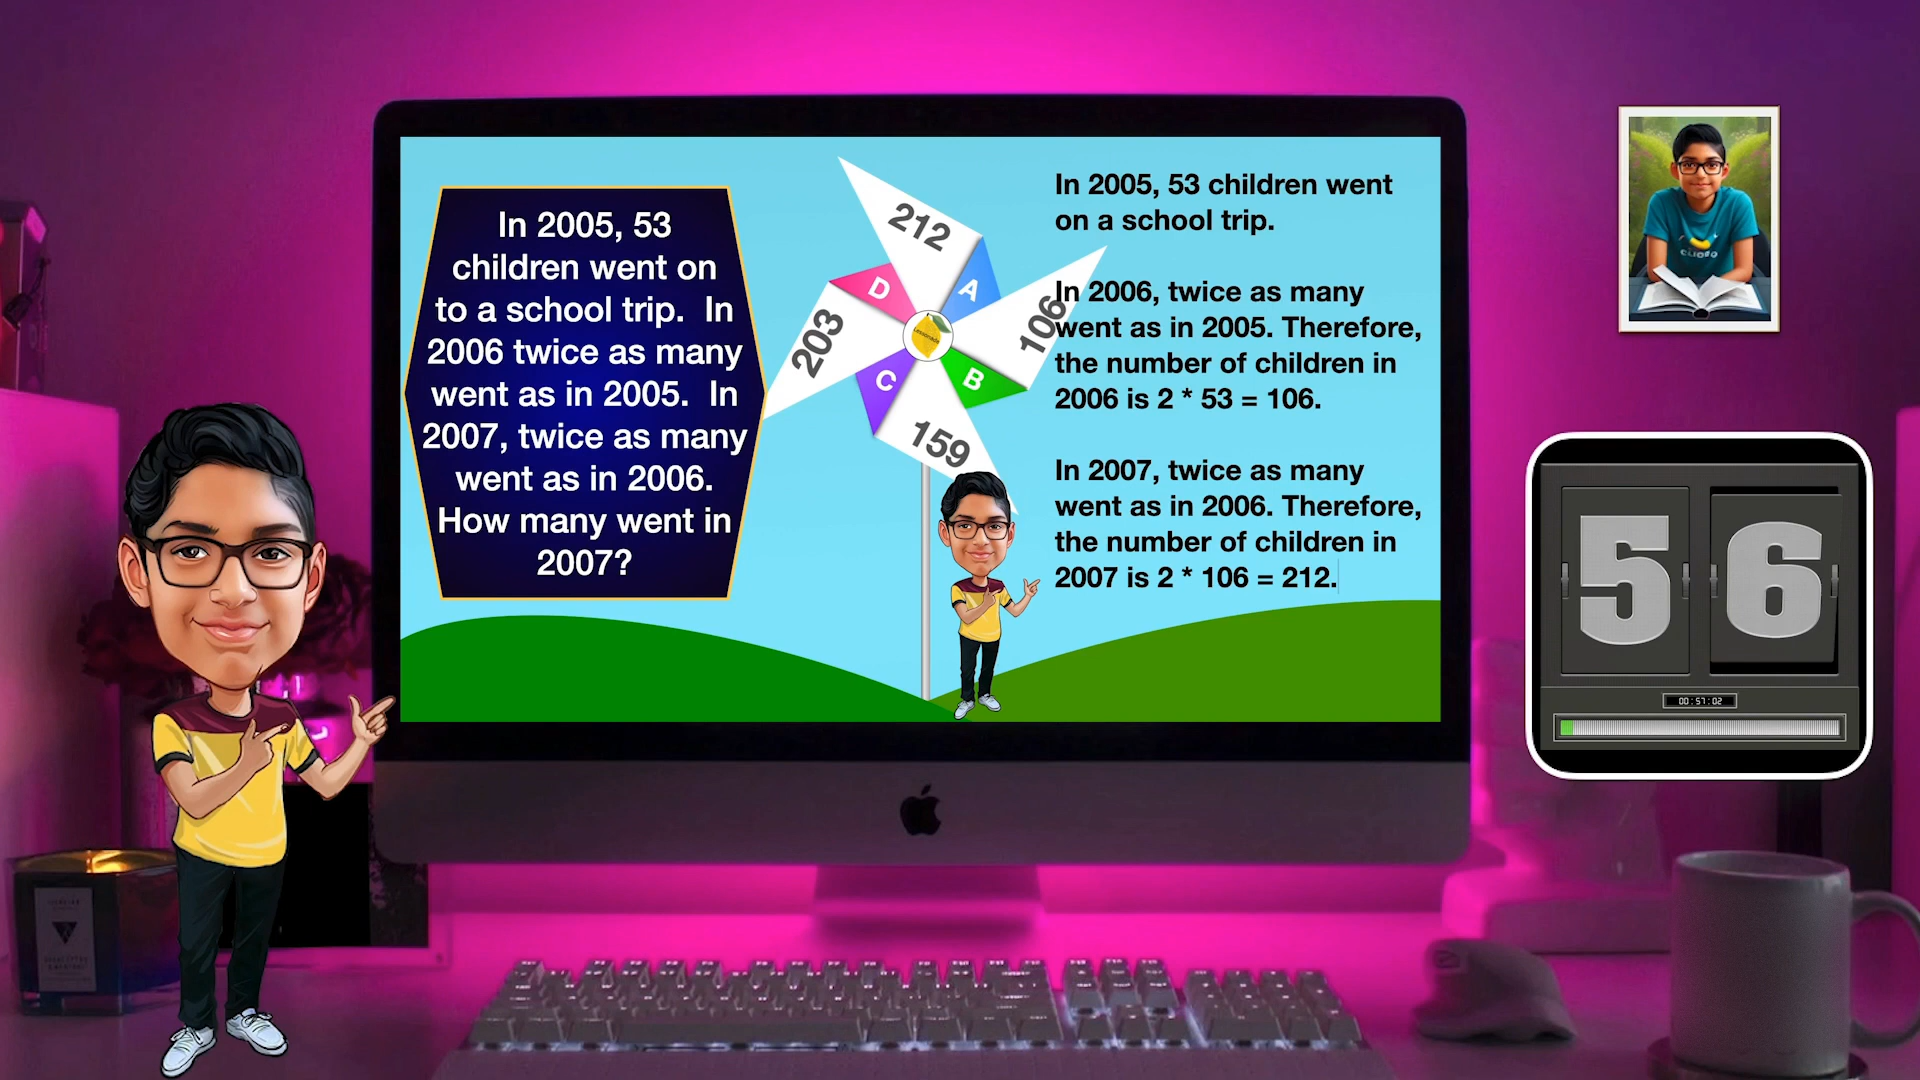 In 2005, 53
children went on
to a school trip.  In
2006 twice as many
went as in 2005.  In
2007, twice as many
went as in 2006.
How many went in
2007?
212
A
106
B
159
C
203
D
Lessonade
In 2005, 53 children went
on a school trip.
In 2006, twice as many
went as in 2005. Therefore,
the number of children in
2006 is 2 * 53 = 106.
In 2007, twice as many
went as in 2006. Therefore,
the number of children in
2007 is 2 * 106 = 212.
56
00:57:02